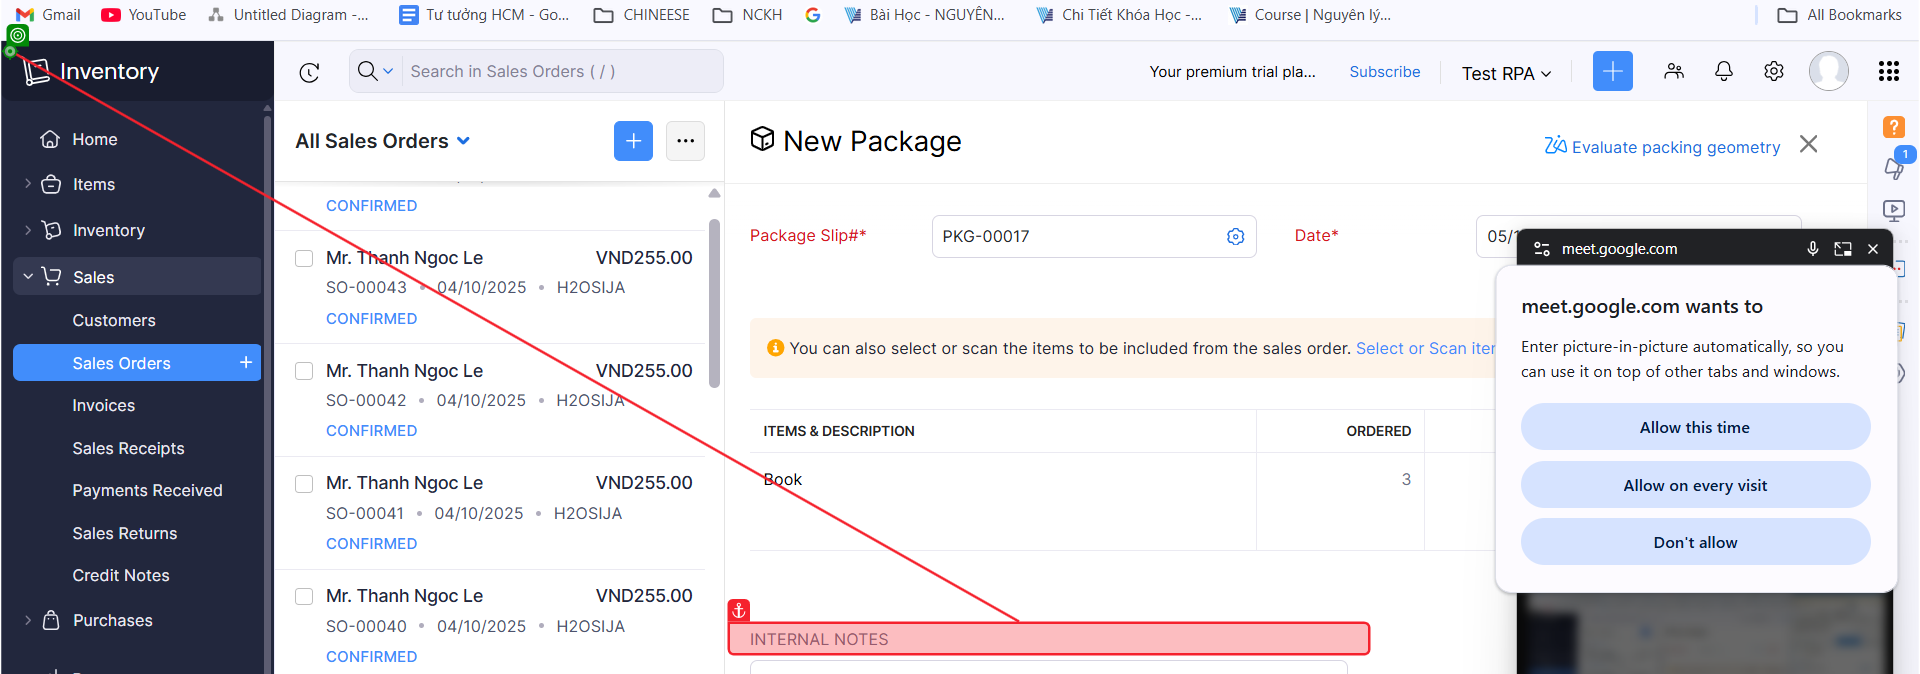 Gmail
YouTube
Untitled Diagram -...
Tư tưởng HCM - Go...
CHINEESE
NCKH
Bài Học - NGUYÊN...
Chi Tiết Khóa Học -...
Course | Nguyên lý...
All Bookmarks
Inventory
Search in Sales Orders ( / )
Your premium trial pla...
Subscribe
Test RPA
Home
Items
Inventory
Sales
Customers
Sales Orders
Invoices
Sales Receipts
Payments Received
Sales Returns
Credit Notes
Purchases
All Sales Orders
CONFIRMED
Mr. Thanh Ngoc Le VND255.00
SO-00043 • 04/10/2025 • H2OSIJA
CONFIRMED
Mr. Thanh Ngoc Le VND255.00
SO-00042 • 04/10/2025 • H2OSIJA
CONFIRMED
Mr. Thanh Ngoc Le VND255.00
SO-00041 • 04/10/2025 • H2OSIJA
CONFIRMED
Mr. Thanh Ngoc Le VND255.00
SO-00040 • 04/10/2025 • H2OSIJA
CONFIRMED
New Package
Evaluate packing geometry
Package Slip#*
PKG-00017
Date*
05/
You can also select or scan the items to be included from the sales order. Select or Scan iter
ITEMS & DESCRIPTION
ORDERED
Book
3
INTERNAL NOTES
1
meet.google.com
meet.google.com wants to
Enter picture-in-picture automatically, so you
can use it on top of other tabs and windows.
Allow this time
Allow on every visit
Don't allow